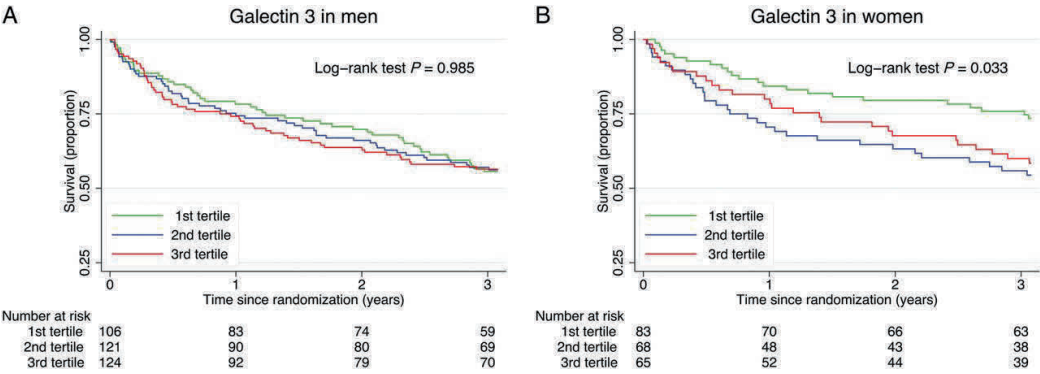 A
Galectin 3 in men
Log-rank test P = 0.985
Survival (proportion)
1.00
0.75
0.50
0.25
1st tertile
2nd tertile
3rd tertile
0 1 2 3
Time since randomization (years)
Number at risk
1st tertile 106 83 74 59
2nd tertile 121 90 80 69
3rd tertile 124 92 79 70
B
Galectin 3 in women
Log-rank test P = 0.033
Survival (proportion)
1.00
0.75
0.50
0.25
1st tertile
2nd tertile
3rd tertile
0 1 2 3
Time since randomization (years)
Number at risk
1st tertile 83 70 66 63
2nd tertile 68 48 43 38
3rd tertile 65 52 44 39